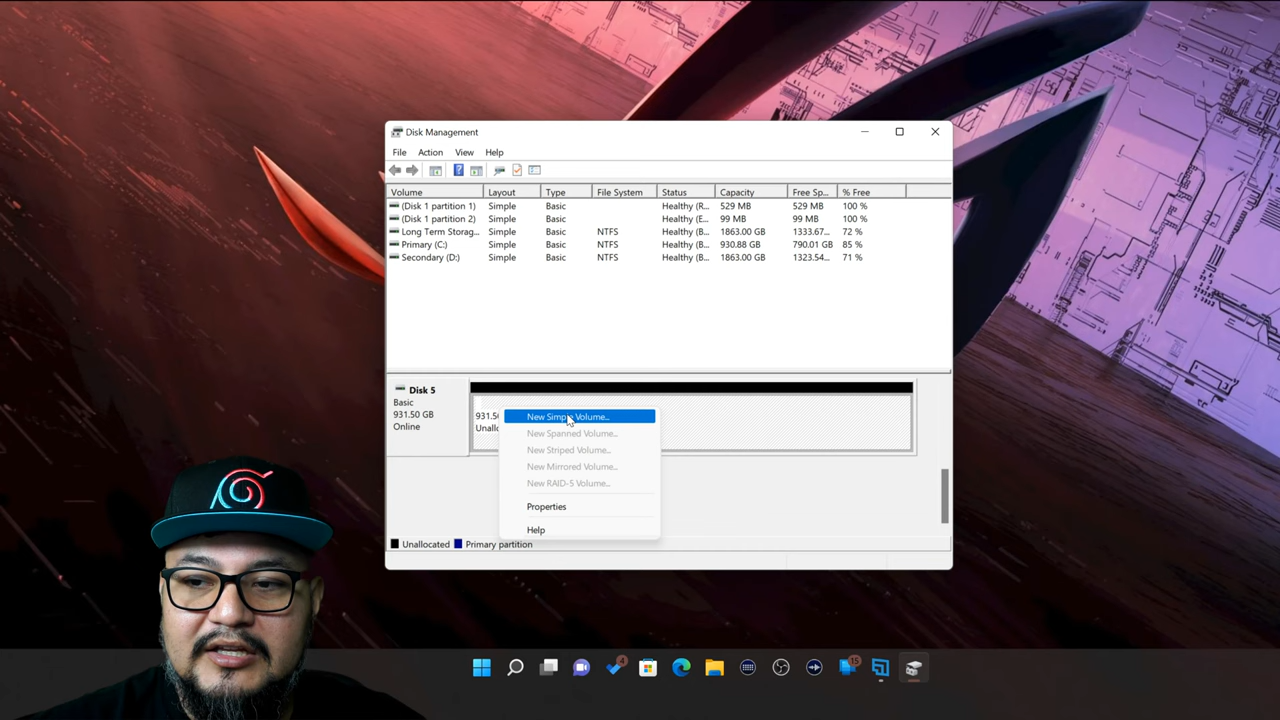 Disk Management
File Action View Help
Volume Layout Type File System Status Capacity Free Sp... % Free
(Disk 1 partition 1) Simple Basic Healthy (R... 529 MB 529 MB 100 %
(Disk 1 partition 2) Simple Basic Healthy (E... 99 MB 99 MB 100 %
Long Term Storag... Simple Basic NTFS Healthy (B... 1863.00 GB 1333.67... 72 %
Primary (C:) Simple Basic NTFS Healthy (B... 930.88 GB 790.01 GB 85 %
Secondary (D:) Simple Basic NTFS Healthy (B... 1863.00 GB 1323.54... 71 %
Disk 5
Basic
931.50 GB
Online
931.50
Unallo
New Simple Volume...
New Spanned Volume...
New Striped Volume...
New Mirrored Volume...
New RAID-5 Volume...
Properties
Help
Unallocated Primary partition
4
15